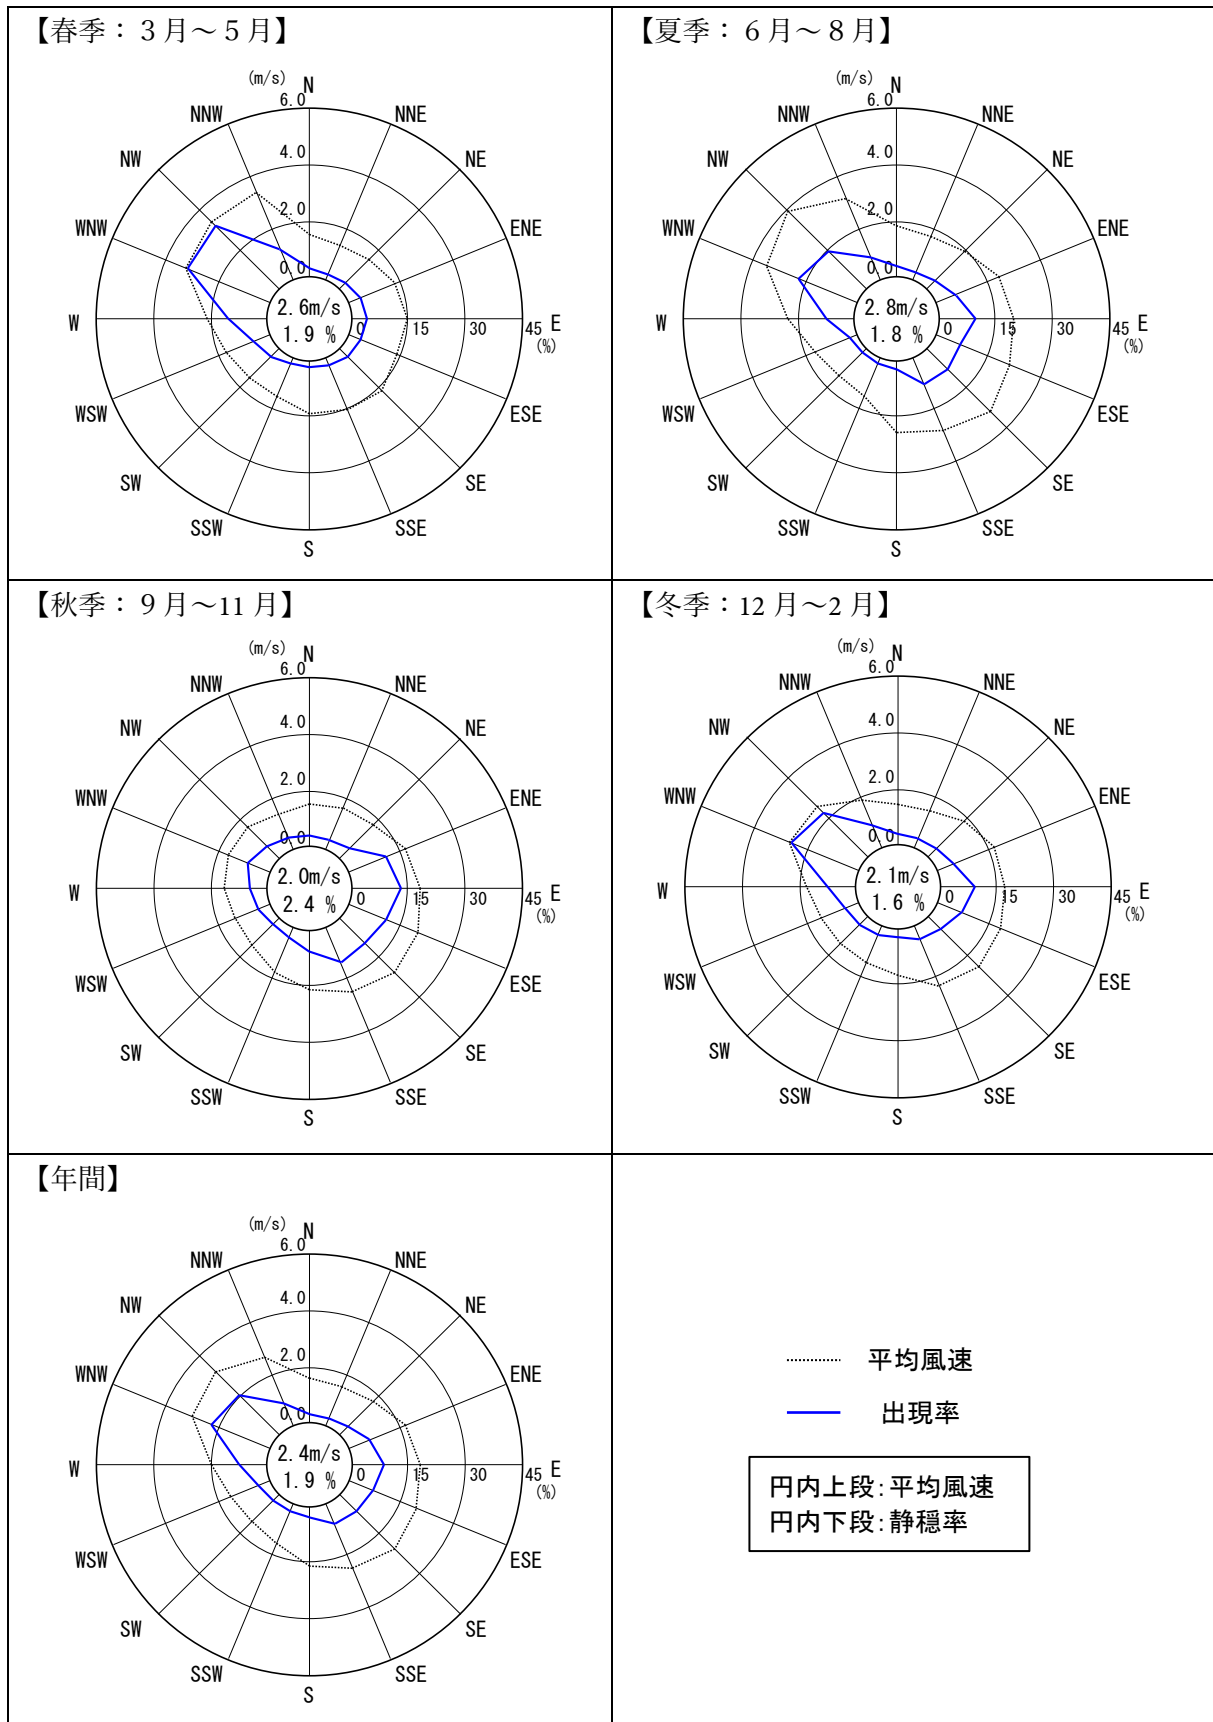 【春季：３月～５月】
(m/s)
N
6.0
NNW
NNE
NW
4.0
NE
WNW
2.0
ENE
0.0
2.6m/s
W
0
15
30
45
E
1.9 %
(%)
WSW
ESE
SW
SE
SSW
SSE
S
【夏季：６月～８月】
(m/s)
N
6.0
NNW
NNE
NW
4.0
NE
WNW
2.0
ENE
0.0
2.8m/s
W
0
15
30
45
E
1.8 %
(%)
WSW
ESE
SW
SE
SSW
SSE
S
【秋季：９月～11月】
(m/s)
N
6.0
NNW
NNE
NW
4.0
NE
WNW
2.0
ENE
0.0
2.0m/s
W
0
15
30
45
E
2.4 %
(%)
WSW
ESE
SW
SE
SSW
SSE
S
【冬季：12月～2月】
(m/s)
N
6.0
NNW
NNE
NW
4.0
NE
WNW
2.0
ENE
0.0
2.1m/s
W
0
15
30
45
E
1.6 %
(%)
WSW
ESE
SW
SE
SSW
SSE
S
【年間】
(m/s)
N
6.0
NNW
NNE
NW
4.0
NE
WNW
2.0
ENE
0.0
2.4m/s
W
0
15
30
45
E
1.9 %
(%)
WSW
ESE
SW
SE
SSW
SSE
S
平均風速
出現率
円内上段：平均風速
円内下段：静穏率